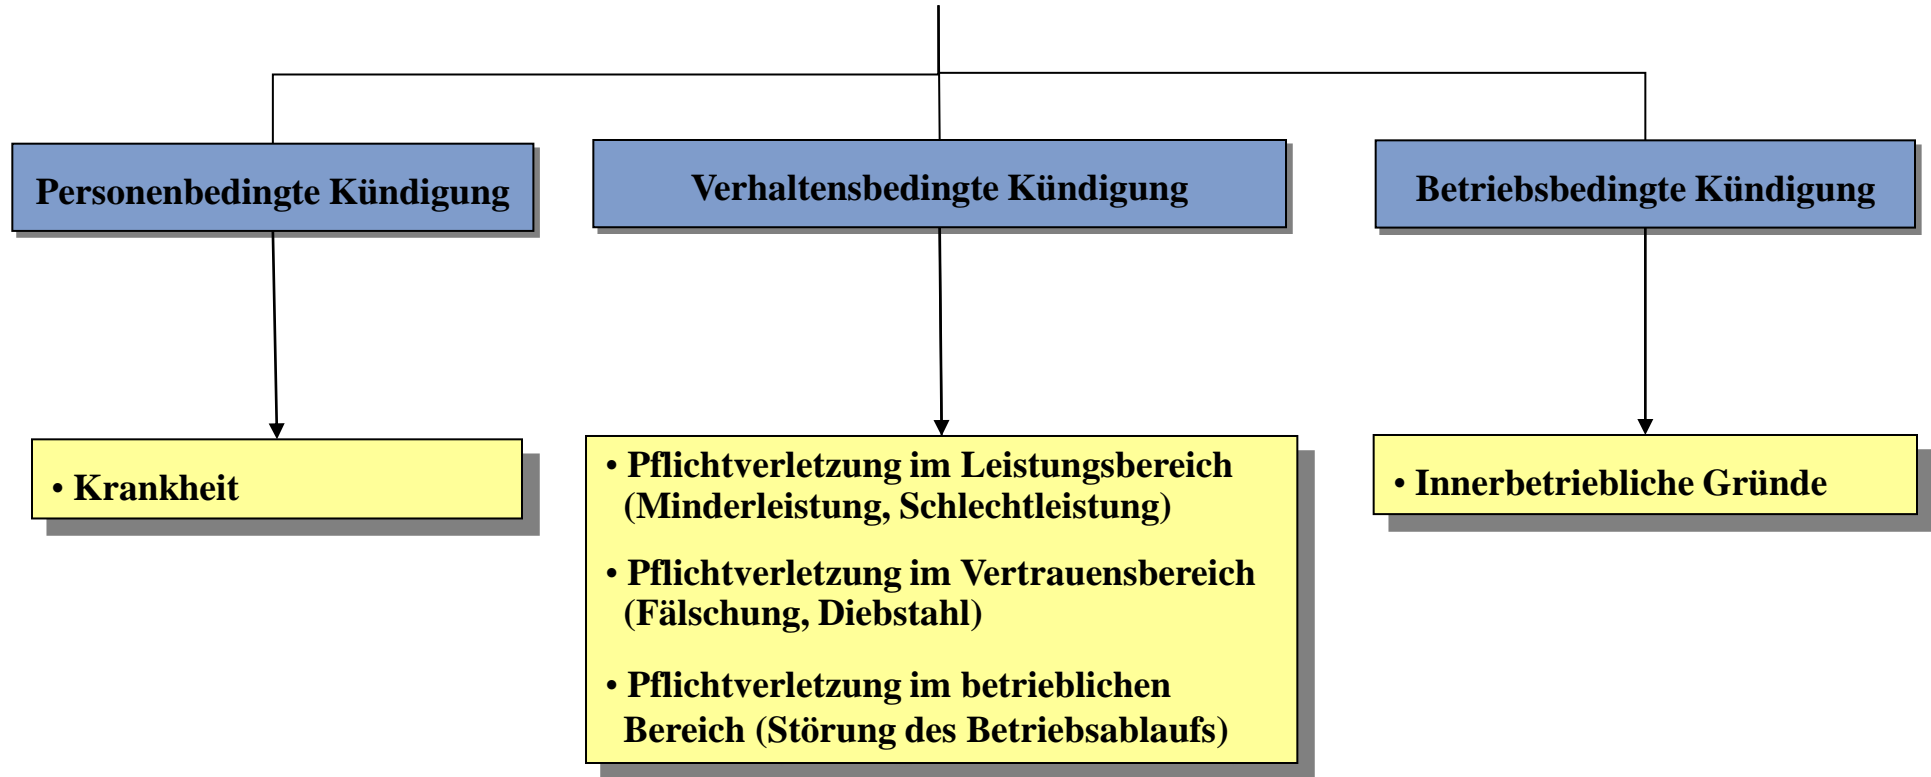 Personenbedingte Kündigung
Verhaltensbedingte Kündigung
Betriebsbedingte Kündigung
• Krankheit
• Pflichtverletzung im Leistungsbereich
(Minderleistung, Schlechtleistung)
• Pflichtverletzung im Vertrauensbereich
(Fälschung, Diebstahl)
• Pflichtverletzung im betrieblichen
Bereich (Störung des Betriebsablaufs)
• Innerbetriebliche Gründe